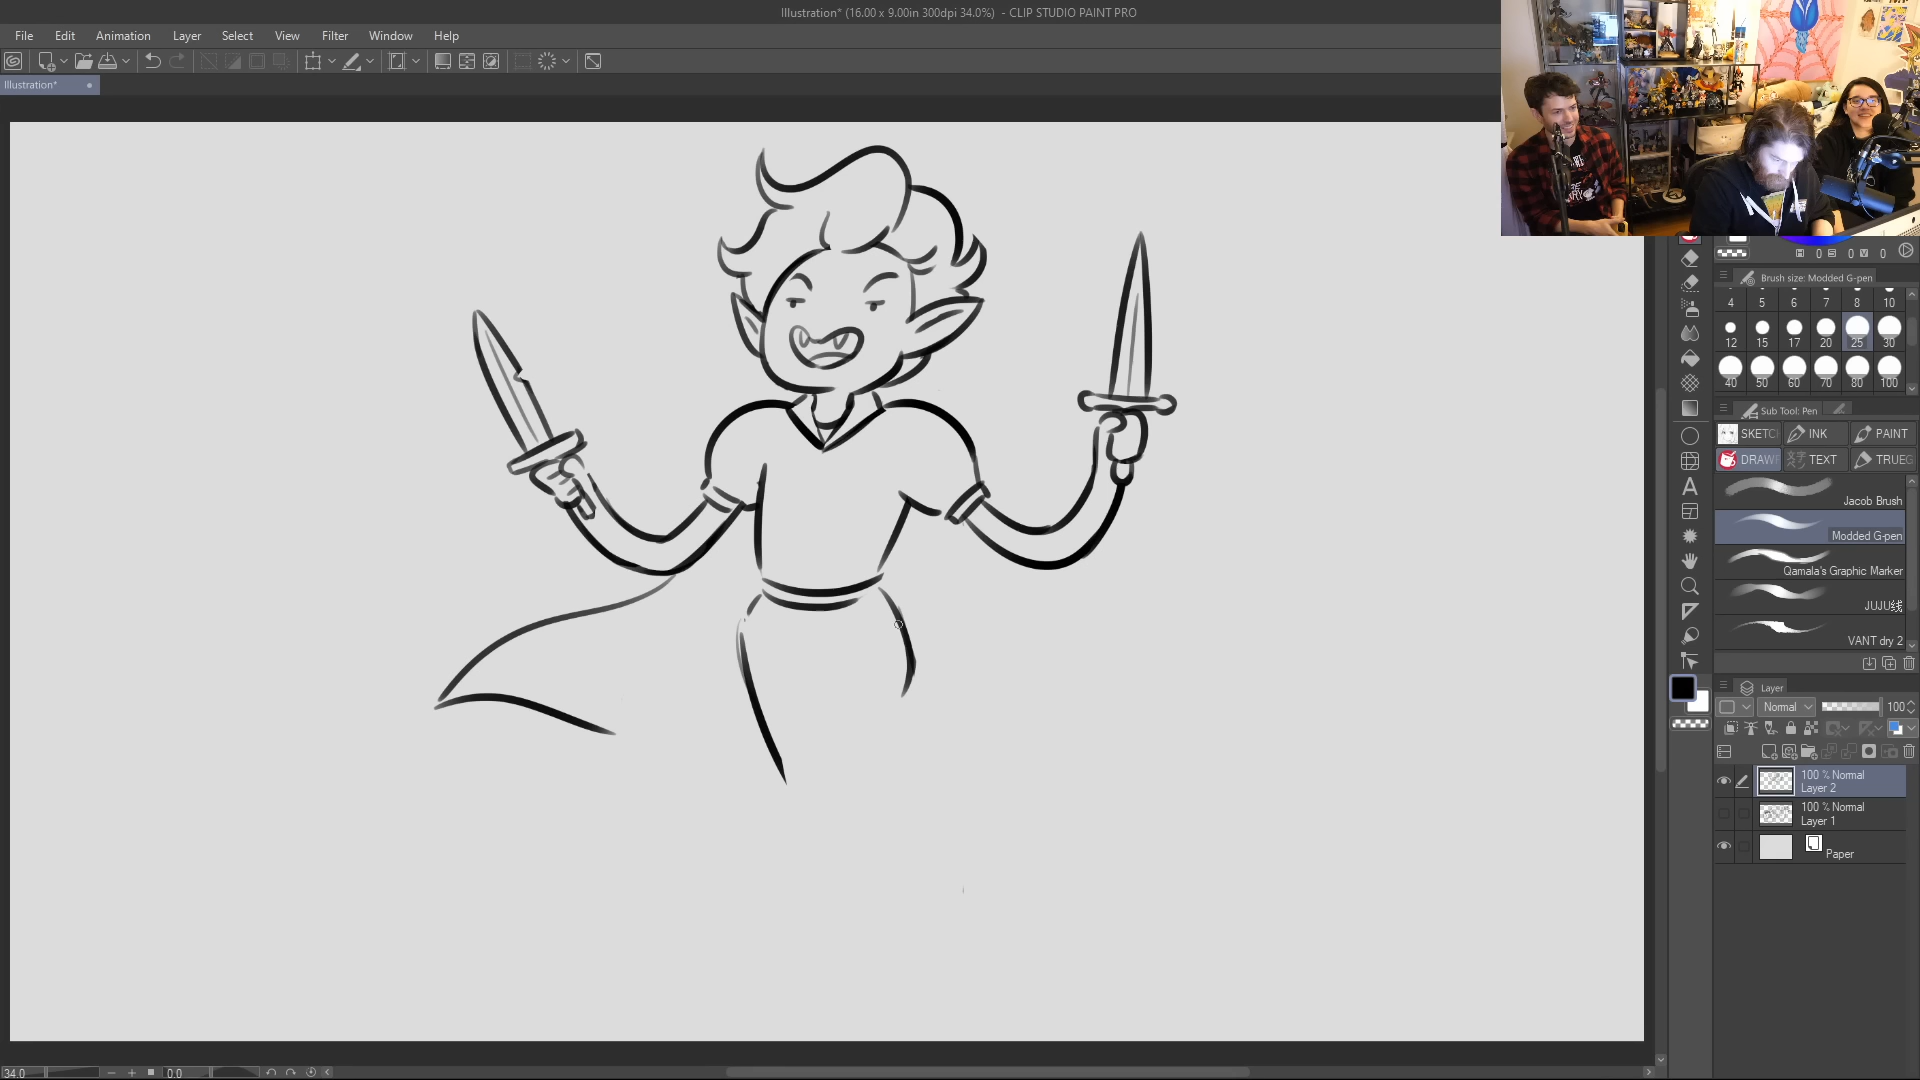 Illustration* (16.00 x 9.00in 300dpi 34.0%) - CLIP STUDIO PAINT PRO
File Edit Animation Layer Select View Filter Window Help
Illustration*
0 0 V 0
Brush size: Modded G-pen
4 5 6 7 8 10
12 15 17 20 25 30
40 50 60 70 80 100
Sub Tool: Pen
SKETC INK PAINT
DRAW TEXT TRUEG
Jacob Brush
Modded G-pen
Qamala's Graphic Marker
JUJU线
VANT dry 2
Layer
Normal 100
100 % Normal
Layer 2
100 % Normal
Layer 1
Paper
34.0 0.0